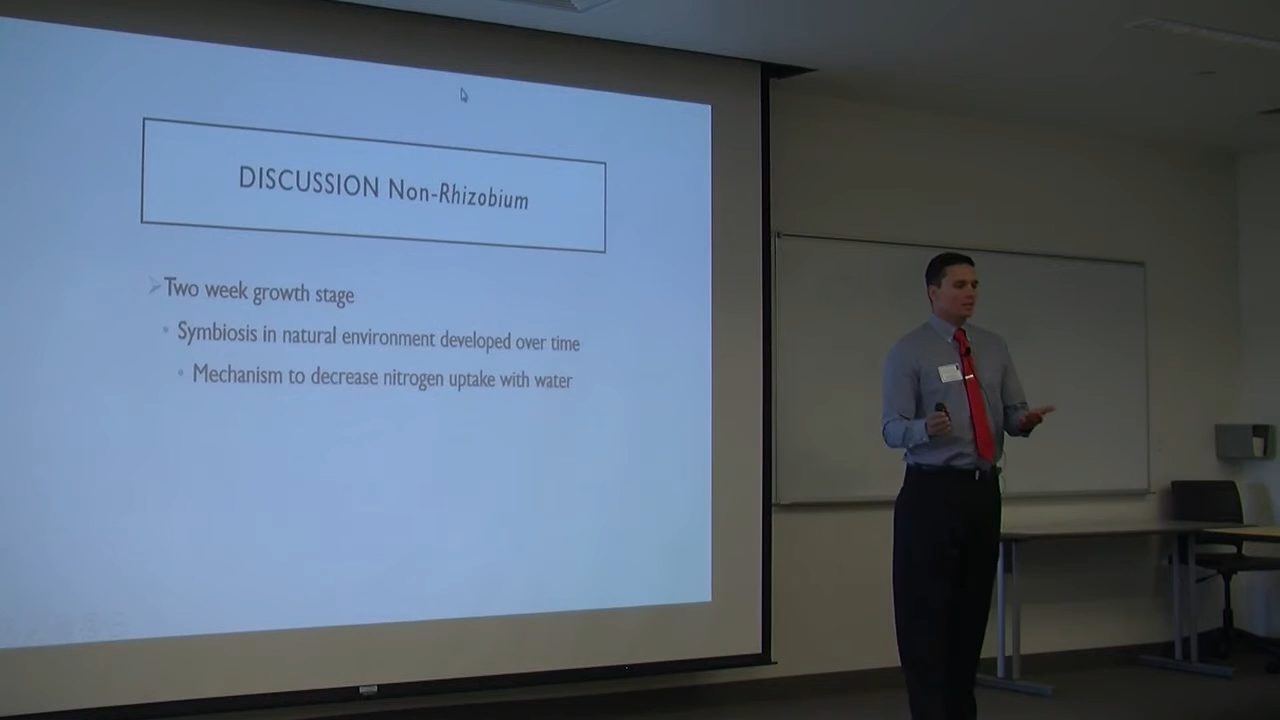 DISCUSSION Non-Rhizobium
Two week growth stage
Symbiosis in natural environment developed over time
Mechanism to decrease nitrogen uptake with water